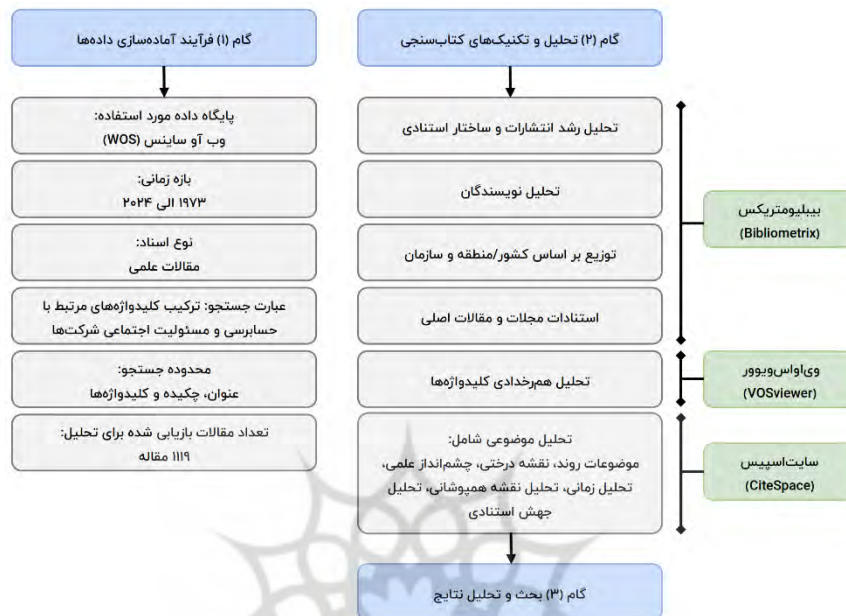 گام (۱) فرآیند آماده‌سازی داده‌ها
پایگاه داده مورد استفاده:
وب آو ساینس (WOS)
بازه زمانی:
۱۹۷۳ الی ۲۰۲۴
نوع اسناد:
مقالات علمی
عبارت جستجو: ترکیب کلیدواژه‌های مرتبط با
حسابرسی و مسئولیت اجتماعی شرکت‌ها
محدوده جستجو:
عنوان، چکیده و کلیدواژه‌ها
تعداد مقالات بازیابی شده برای تحلیل:
۱۱۱۹ مقاله
گام (۲) تحلیل و تکنیک‌های کتاب‌سنجی
تحلیل رشد انتشارات و ساختار استنادی
تحلیل نویسندگان
توزیع بر اساس کشور/منطقه و سازمان
استنادات مجلات و مقالات اصلی
تحلیل هم‌رخدادی کلیدواژه‌ها
تحلیل موضوعی شامل:
موضوعات روند، نقشه درختی، چشم‌انداز علمی،
تحلیل زمانی، تحلیل نقشه همپوشانی، تحلیل
جهش استنادی
گام (۳) بحث و تحلیل نتایج
بیبلیومتریکس
(Bibliometrix)
وی‌اواس‌ویوور
(VOSviewer)
سایت‌اسپیس
(CiteSpace)